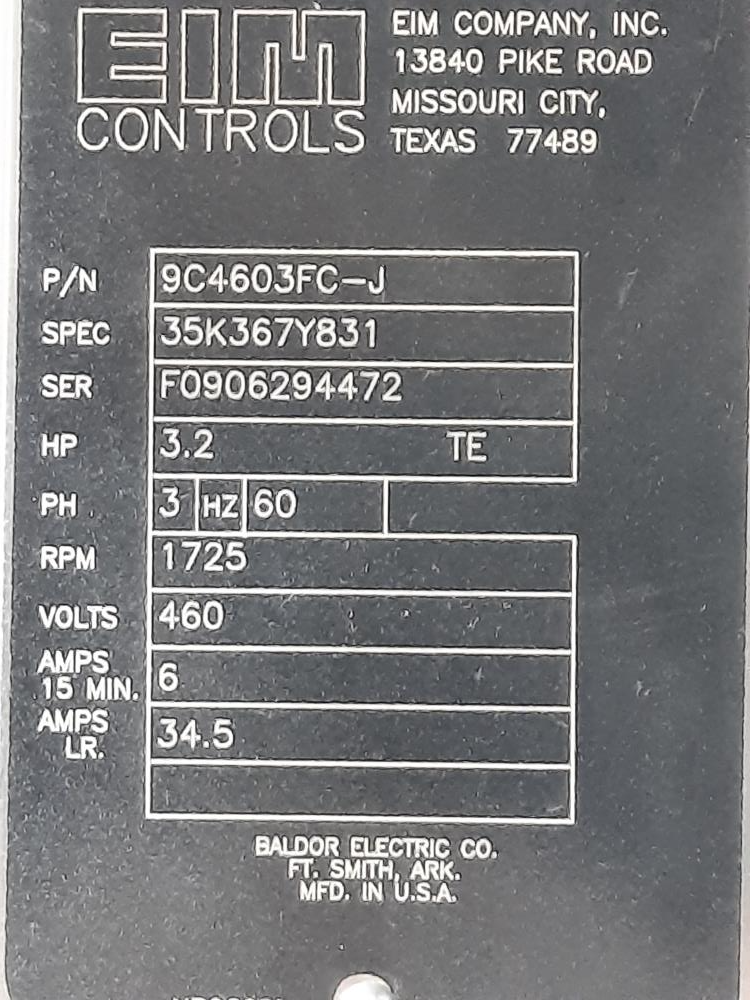 EIM
CONTROLS
EIM COMPANY, INC.
13840 PIKE ROAD
MISSOURI CITY,
TEXAS 77489
P/N 9C4603FC-J
SPEC 35K367Y831
SER F0906294472
HP 3.2 TE
PH 3 HZ 60
RPM 1725
VOLTS 460
AMPS
15 MIN. 6
AMPS
LR. 34.5
BALDOR ELECTRIC CO.
FT. SMITH, ARK.
MFD. IN U.S.A.